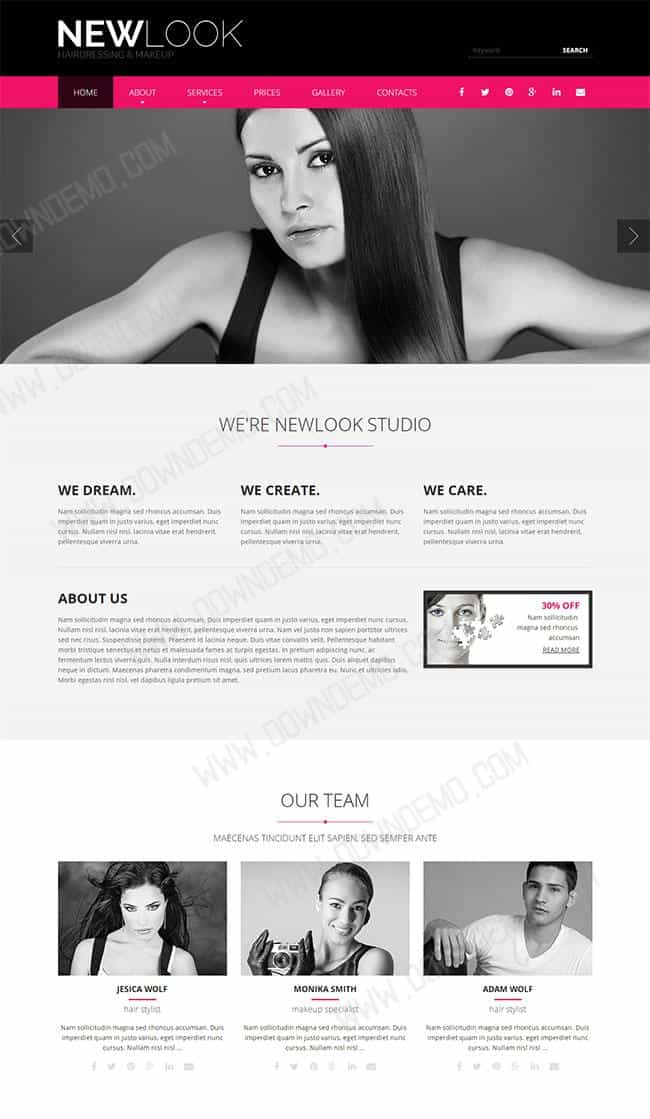 NEWLOOK
HAIRDRESSING & MAKEUP
Keyword
SEARCH
HOME ABOUT SERVICES PRICES GALLERY CONTACTS
WE'RE NEWLOOK STUDIO
WE DREAM.
Nam sollicitudin magna sed rhoncus accumsan. Duis
imperdiet quam in justo varius, eget imperdiet nunc
cursus. Nullam nisl nisl, lacinia vitae erat hendrerit,
pellentesque viverra urna.
WE CREATE.
Nam sollicitudin magna sed rhoncus accumsan. Duis
imperdiet quam in justo varius, eget imperdiet nunc
cursus. Nullam nisl nisl, lacinia vitae erat hendrerit,
pellentesque viverra urna.
WE CARE.
Nam sollicitudin magna sed rhoncus accumsan. Duis
imperdiet quam in justo varius, eget imperdiet nunc
cursus. Nullam nisl nisl, lacinia vitae erat hendrerit,
pellentesque viverra urna.
ABOUT US
Nam sollicitudin magna sed rhoncus accumsan. Duis imperdiet quam in justo varius, eget imperdiet nunc cursus.
Nullam nisl nisl, lacinia vitae erat hendrerit, pellentesque viverra urna. Nam vel justo non sapien porttitor ultrices
sed nec risus. Suspendisse potenti. Praesent id lacinia neque. Duis vitae convallis velit. Pellentesque habitant
morbi tristique senectus et netus et malesuada fames ac turpis egestas. In pretium adipiscing nunc, ac
fermentum lectus viverra quis. Nulla interdum risus quis ultrices lorem mattis quis. Duis aliquet dapibus
neque in dictum. Maecenas pharetra condimentum magna, sed pretium lacus pharetra eu. Nunc et ultricies odio.
Morbi egestas nisl vel, vel dapibus ligula pretium sit amet.
30% OFF
Nam sollicitudin
magna sed rhoncus
accumsan
READ MORE
OUR TEAM
MAECENAS TINCIDUNT ELIT SAPIEN, SED SEMPER ANTE
JESICA WOLF
hair stylist
Nam sollicitudin magna sed rhoncus accumsan. Duis
imperdiet quam in justo varius, eget imperdiet nunc
cursus. Nullam nisl nisl ...
MONIKA SMITH
makeup specialist
Nam sollicitudin magna sed rhoncus accumsan. Duis
imperdiet quam in justo varius, eget imperdiet nunc
cursus. Nullam nisl nisl ...
ADAM WOLF
hair stylist
Nam sollicitudin magna sed rhoncus accumsan. Duis
imperdiet quam in justo varius, eget imperdiet nunc
cursus. Nullam nisl nisl ...
WWW.DOWNDEMO.COM